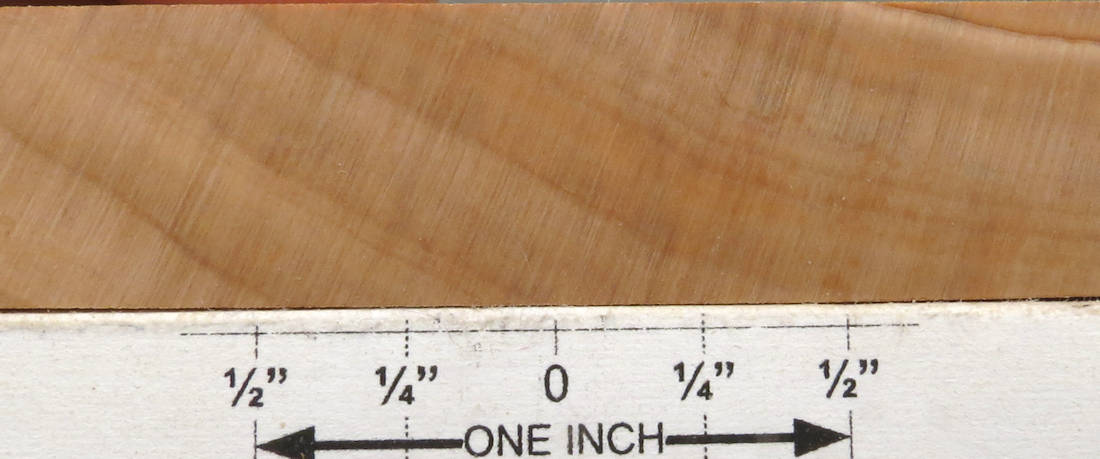 ½” ¼” 0 ¼” ½”
ONE INCH